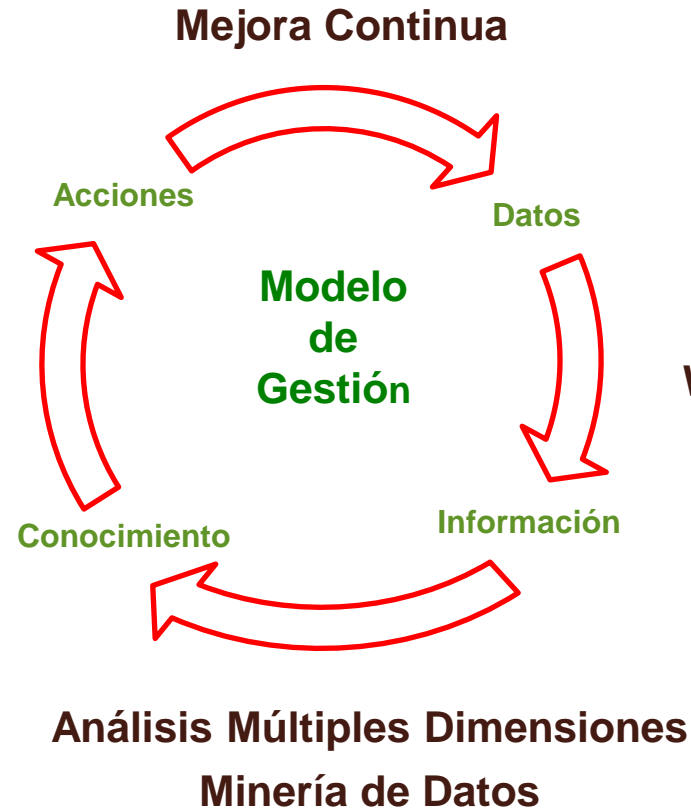 Mejora Continua
Acciones
Datos
Modelo
de
Gestión
Conocimiento
Información
Análisis Múltiples Dimensiones
Minería de Datos